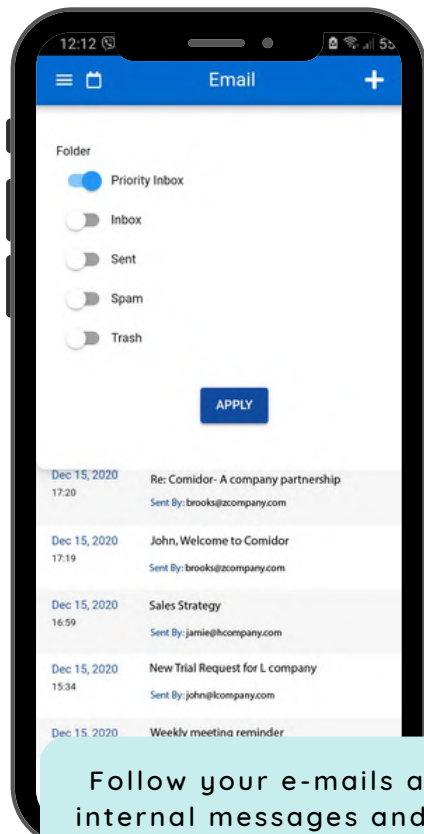 12:12
55
Email
Folder
Priority Inbox
Inbox
Sent
Spam
Trash
APPLY
Dec 15, 2020 Re: Comidor- A company partnership
17:20 Sent By: brooks@zcompany.com
Dec 15, 2020 John, Welcome to Comidor
17:19 Sent By: brooks@zcompany.com
Dec 15, 2020 Sales Strategy
16:59 Sent By: jamie@hcompany.com
Dec 15, 2020 New Trial Request for L company
15:34 Sent By: john@lcompany.com
Dec 15, 2020 Weekly meeting reminder
Follow your e-mails a
internal messages and